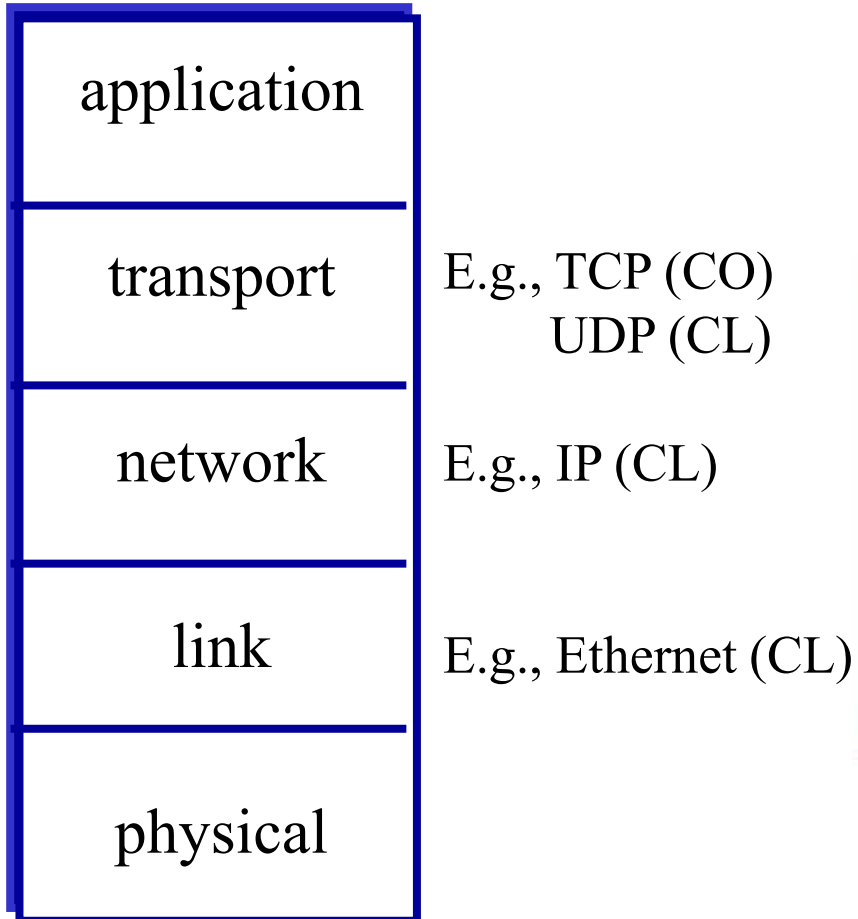 application
transport
E.g., TCP (CO)
UDP (CL)
network
E.g., IP (CL)
link
E.g., Ethernet (CL)
physical